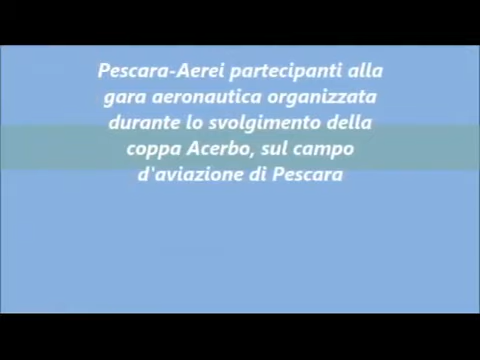 Pescara-Aerei partecipanti alla
gara aeronautica organizzata
durante lo svolgimento della
coppa Acerbo, sul campo
d'aviazione di Pescara